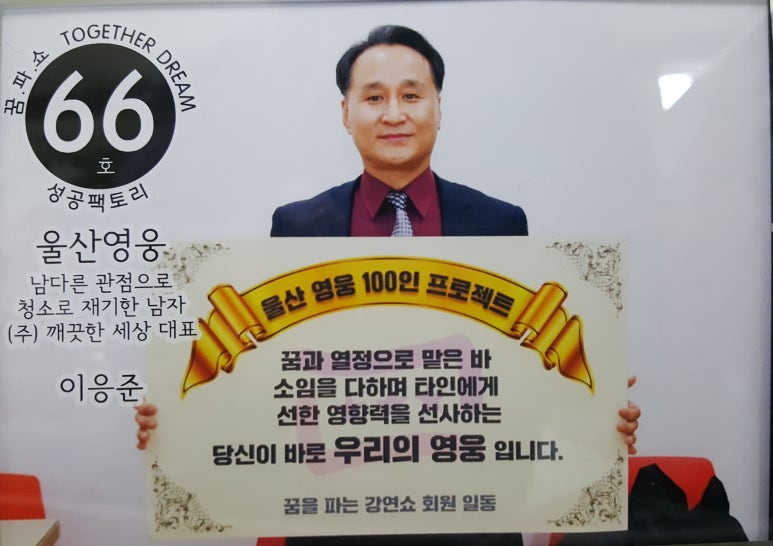 꿈.파.쇼 TOGETHER DREAM
66
호
성공팩토리
울산영웅
남다른 관점으로
청소로 재기한 남자
(주) 깨끗한 세상 대표
이응준
울산 영웅 100인 프로젝트
꿈과 열정으로 맡은 바
소임을 다하며 타인에게
선한 영향력을 선사하는
당신이 바로 우리의 영웅 입니다.
꿈을 파는 강연쇼 회원 일동